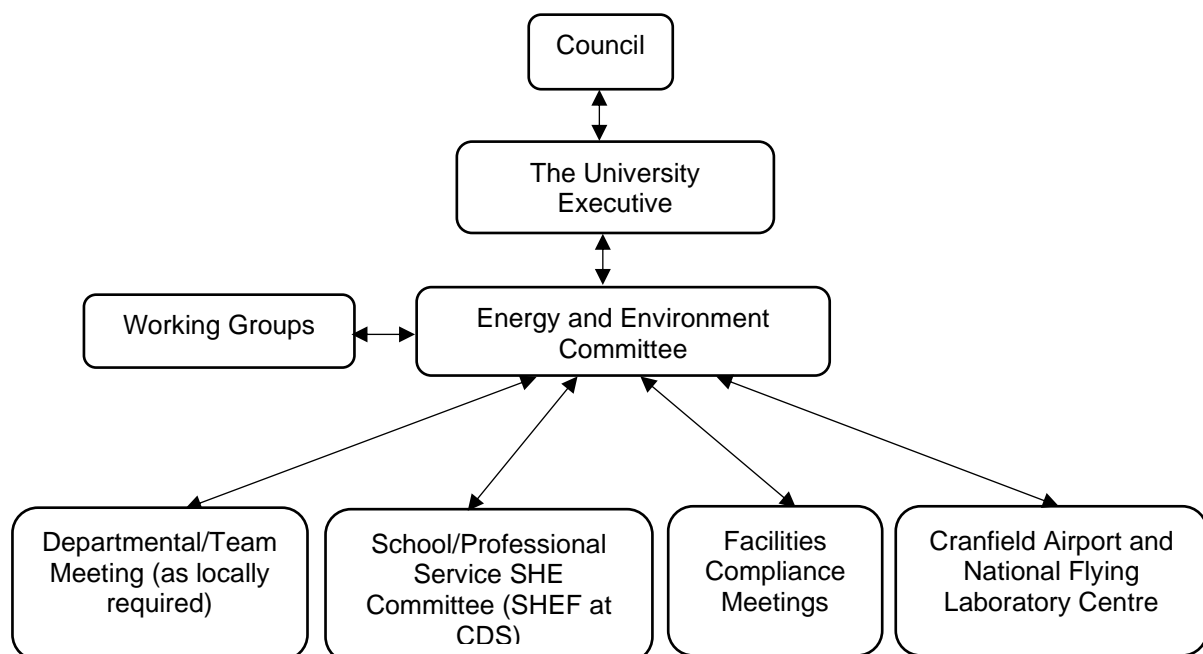 Council
The University
Executive
Working Groups
Energy and Environment
Committee
Departmental/Team
Meeting (as locally
required)
School/Professional
Service SHE
Committee (SHEF at
CDS)
Facilities
Compliance
Meetings
Cranfield Airport and
National Flying
Laboratory Centre